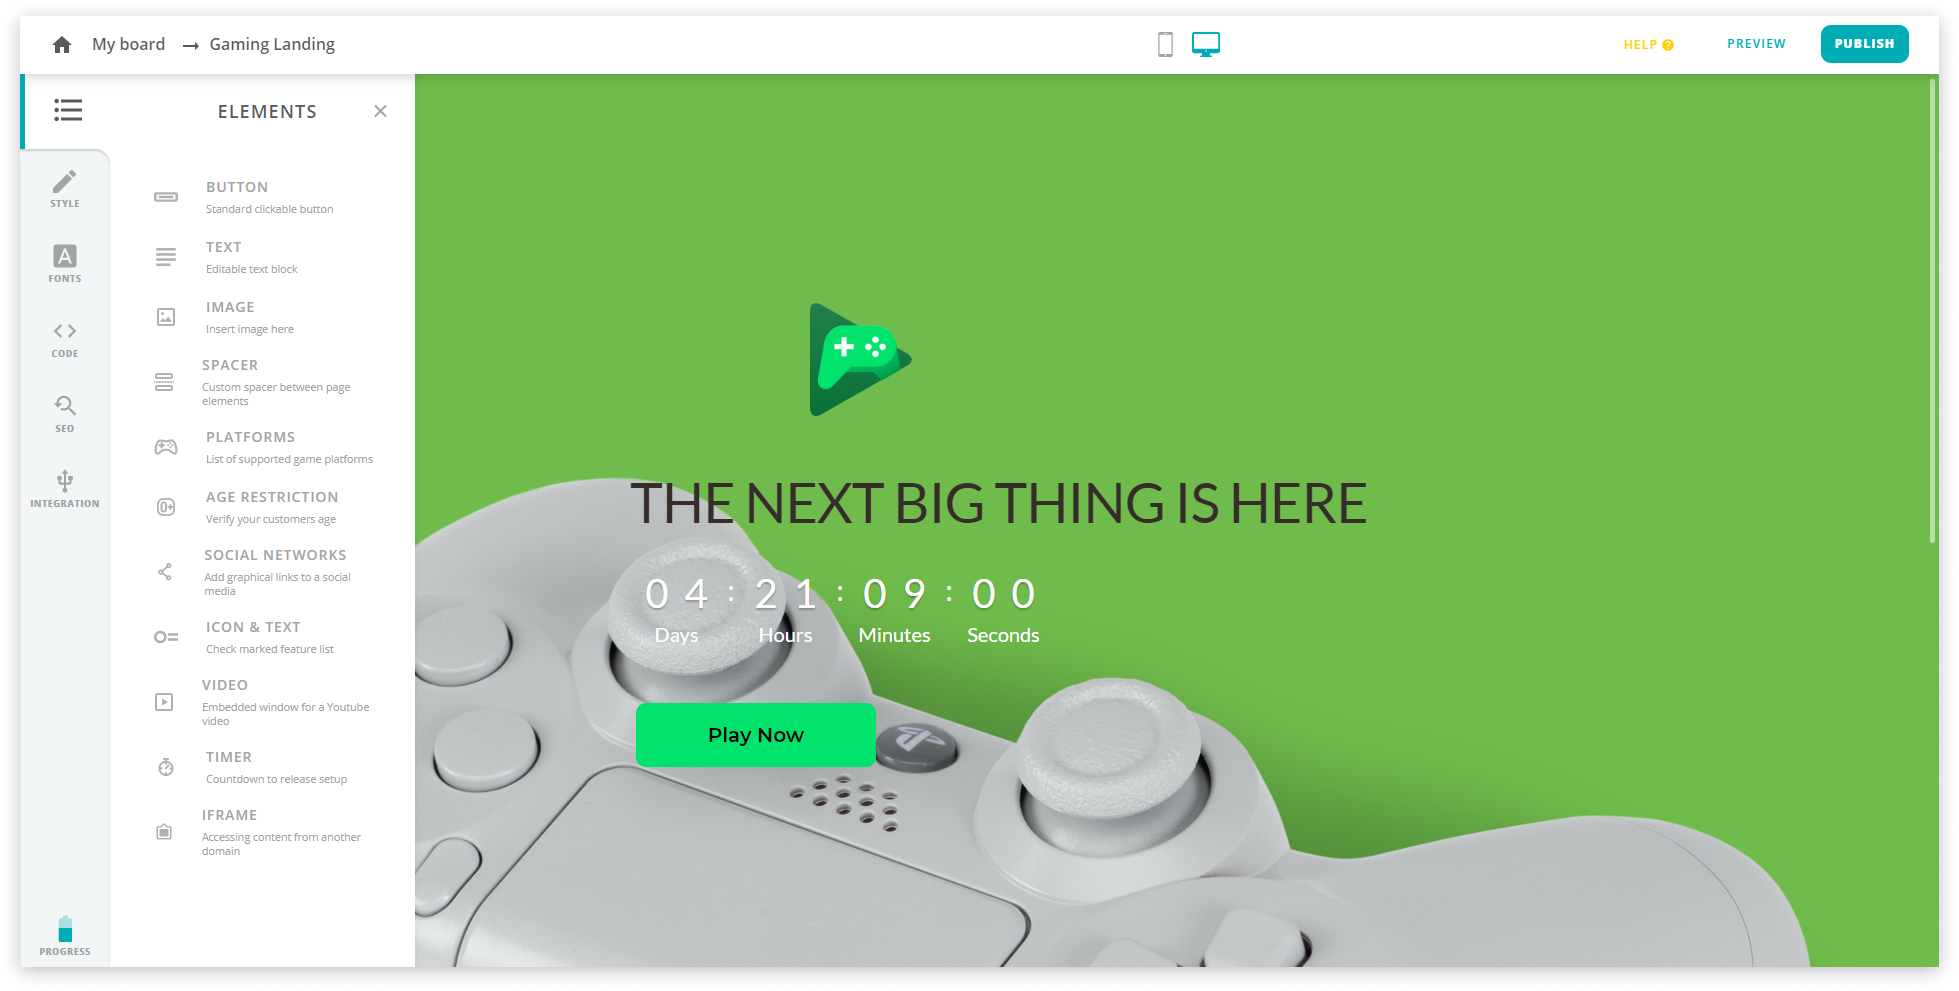 My board → Gaming Landing
HELP ?
PREVIEW
PUBLISH
ELEMENTS
STYLE
A
FONTS
CODE
SEO
INTEGRATION
PROGRESS
BUTTON
Standard clickable button
TEXT
Editable text block
IMAGE
Insert image here
SPACER
Custom spacer between page
elements
PLATFORMS
List of supported game platforms
0+
AGE RESTRICTION
Verify your customers age
SOCIAL NETWORKS
Add graphical links to a social
media
ICON & TEXT
Check marked feature list
VIDEO
Embedded window for a Youtube
video
TIMER
Countdown to release setup
IFRAME
Accessing content from another
domain
THE NEXT BIG THING IS HERE
04 : 21 : 09 : 00
Days Hours Minutes Seconds
Play Now